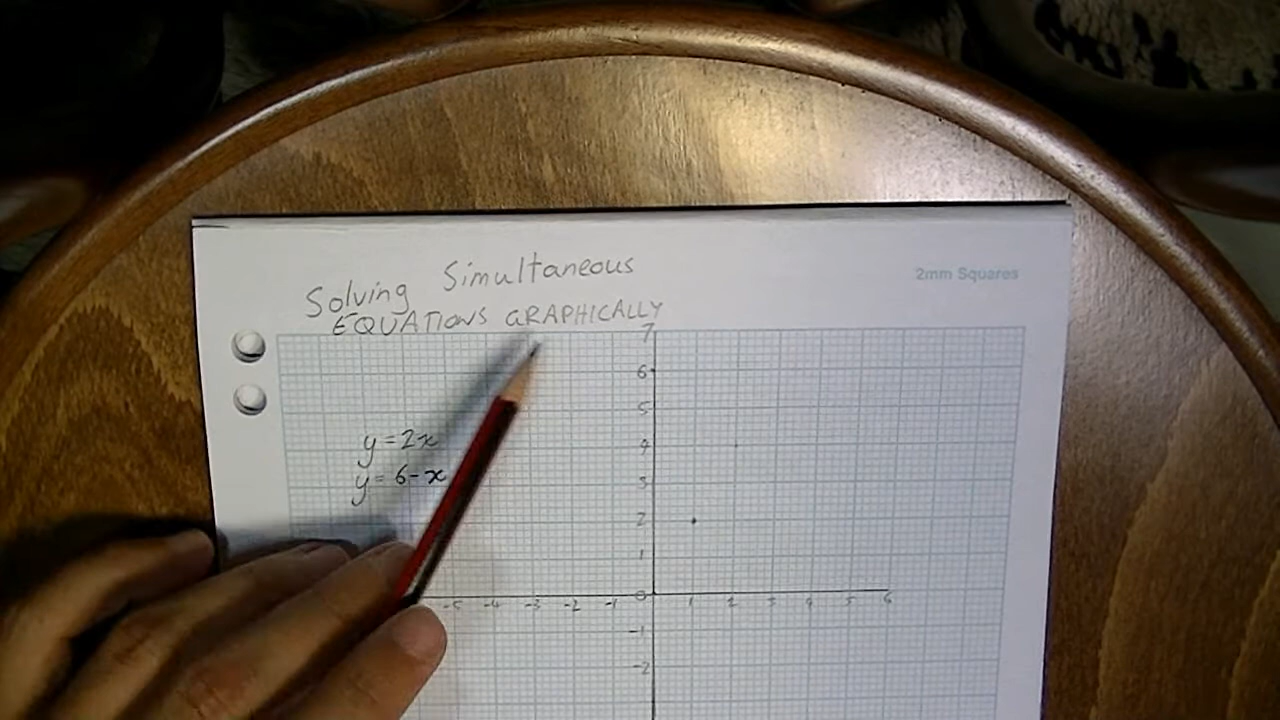 Solving Simultaneous
EQUATIONS GRAPHICALLY
2mm Squares
7
6
5
4
3
2
1
y = 2x
y = 6-x
-5 -4 -3 -2 -1 0 1 2 3 4 5 6
-1
-2